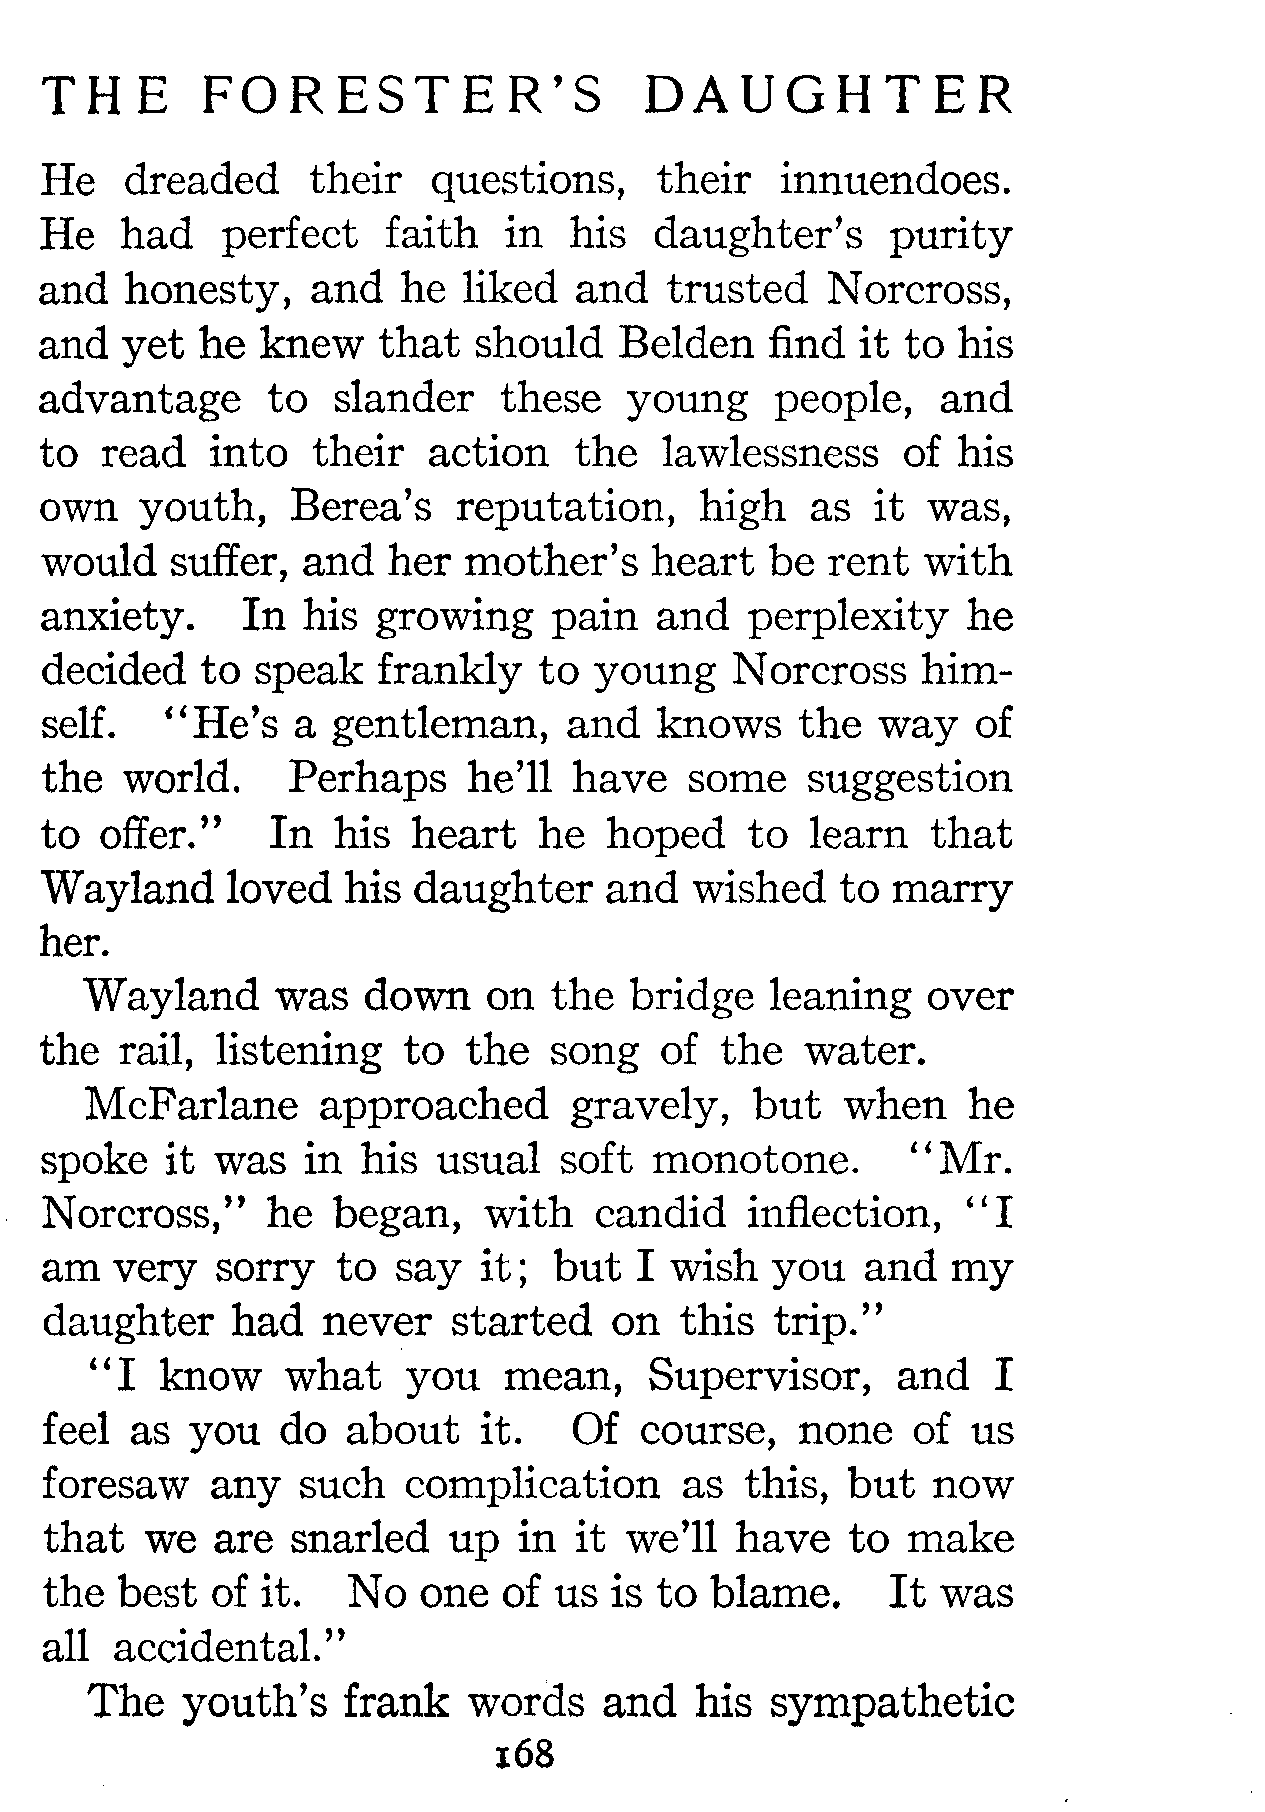 THE FORESTER'S DAUGHTER
He dreaded their questions, their innuendoes.
He had perfect faith in his daughter's purity
and honesty, and he liked and trusted Norcross,
and yet he knew that should Belden find it to his
advantage to slander these young people, and
to read into their action the lawlessness of his
own youth, Berea's reputation, high as it was,
would suffer, and her mother's heart be rent with
anxiety. In his growing pain and perplexity he
decided to speak frankly to young Norcross him-
self. "He's a gentleman, and knows the way of
the world. Perhaps he'll have some suggestion
to offer." In his heart he hoped to learn that
Wayland loved his daughter and wished to marry
her.
Wayland was down on the bridge leaning over
the rail, listening to the song of the water.
McFarlane approached gravely, but when he
spoke it was in his usual soft monotone. "Mr.
Norcross," he began, with candid inflection, "I
am very sorry to say it; but I wish you and my
daughter had never started on this trip."
"I know what you mean, Supervisor, and I
feel as you do about it. Of course, none of us
foresaw any such complication as this, but now
that we are snarled up in it we'll have to make
the best of it. No one of us is to blame. It was
all accidental."
The youth's frank words and his sympathetic
168